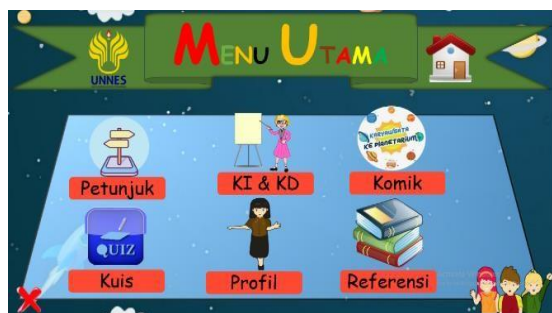 MENU UTAMA
UNNES
KARYAWISATA
KE PLANETARIUM
Petunjuk
KI & KD
Komik
QUIZ
Kuis
Profil
Referensi